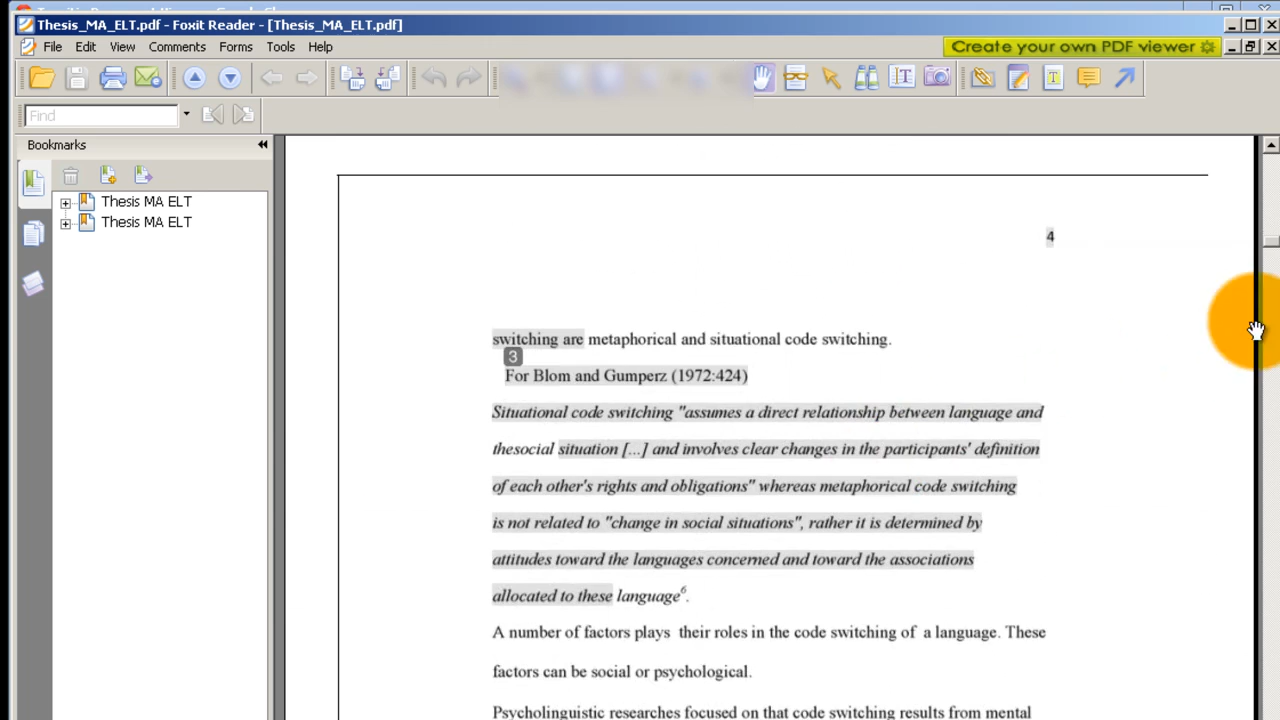 Thesis_MA_ELT.pdf - Foxit Reader - [Thesis_MA_ELT.pdf]
File Edit View Comments Forms Tools Help
Create your own PDF viewer
Find
Bookmarks
Thesis MA ELT
Thesis MA ELT
4
switching are metaphorical and situational code switching.
3
For Blom and Gumperz (1972:424)
Situational code switching "assumes a direct relationship between language and
thesocial situation [...] and involves clear changes in the participants' definition
of each other's rights and obligations" whereas metaphorical code switching
is not related to "change in social situations", rather it is determined by
attitudes toward the languages concerned and toward the associations
allocated to these language6.
A number of factors plays their roles in the code switching of a language. These
factors can be social or psychological.
Psycholinguistic researches focused on that code switching results from mental